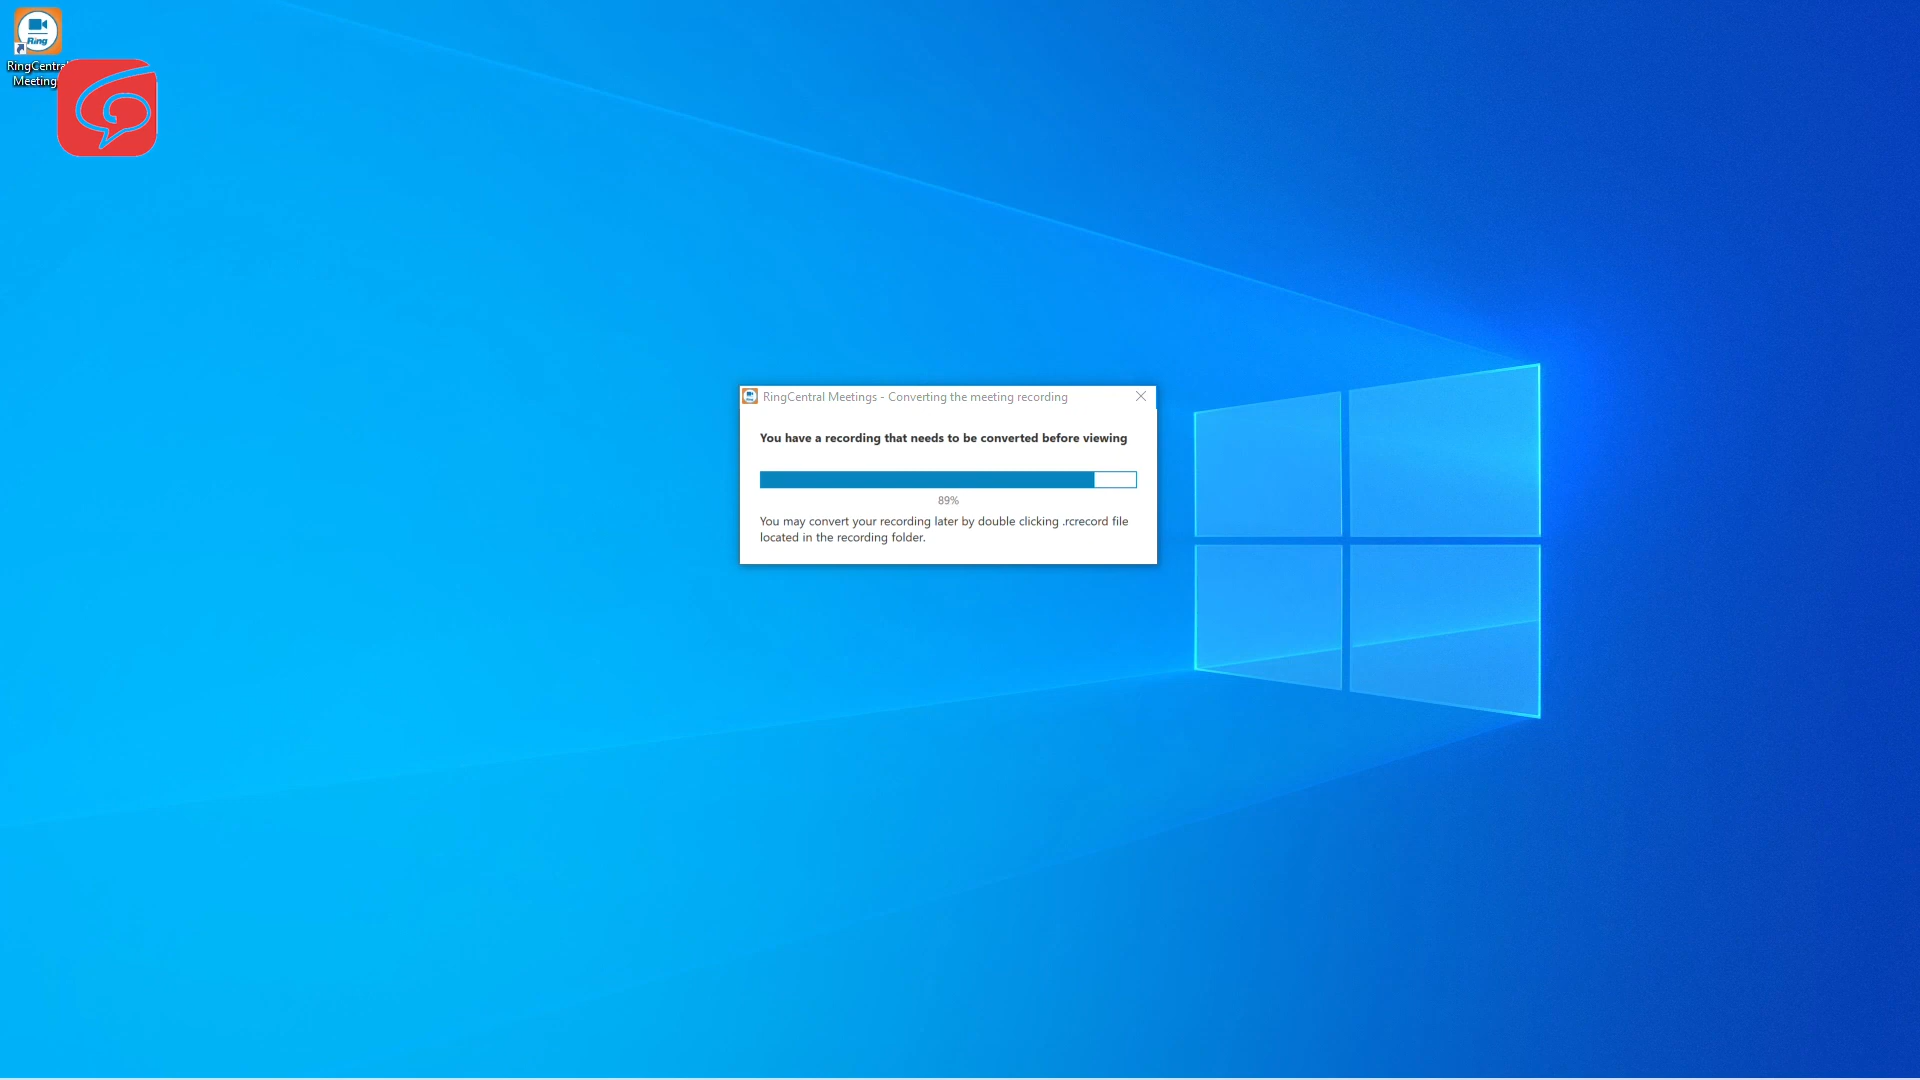 Ring
RingCentral
Meeting
RingCentral Meetings - Converting the meeting recording
You have a recording that needs to be converted before viewing
89%
You may convert your recording later by double clicking .rcrecord file
located in the recording folder.